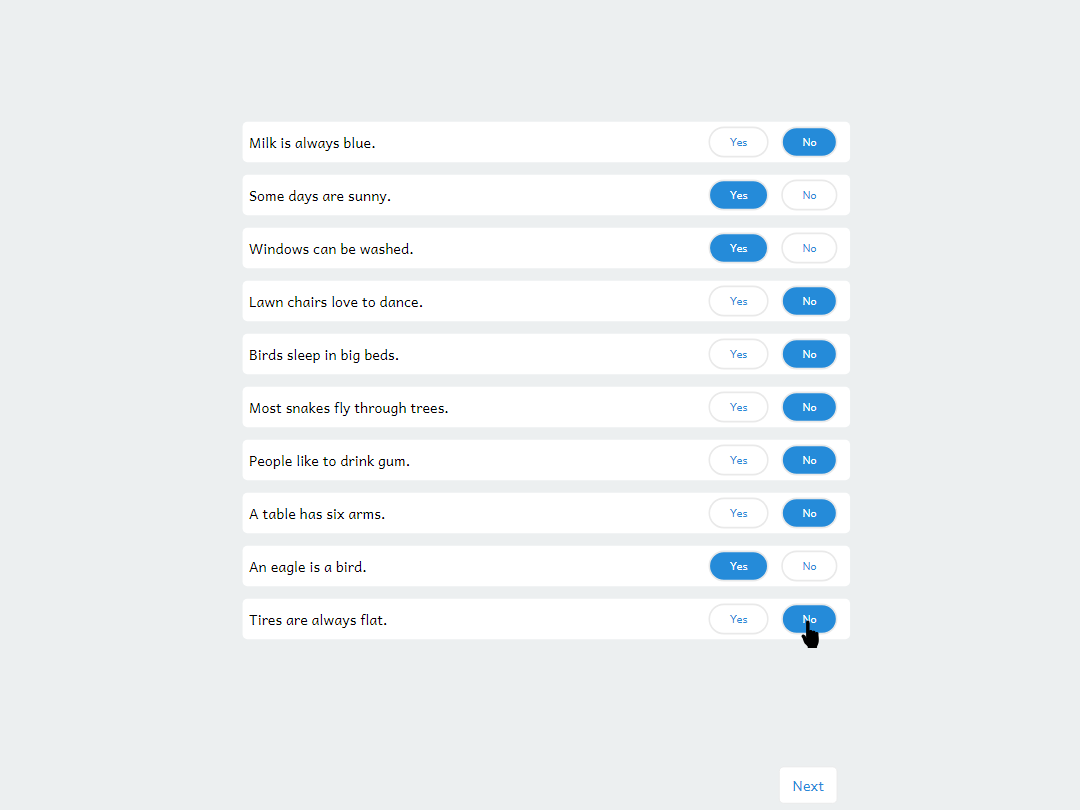 Milk is always blue. Yes No
Some days are sunny. Yes No
Windows can be washed. Yes No
Lawn chairs love to dance. Yes No
Birds sleep in big beds. Yes No
Most snakes fly through trees. Yes No
People like to drink gum. Yes No
A table has six arms. Yes No
An eagle is a bird. Yes No
Tires are always flat. Yes No
Next